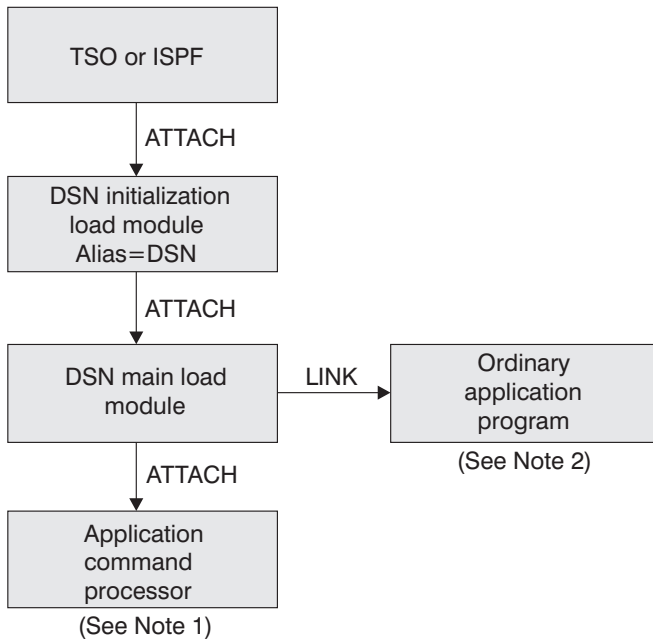 TSO or ISPF
ATTACH
DSN initialization
load module
Alias=DSN
ATTACH
DSN main load
module
LINK
Ordinary
application
program
(See Note 2)
ATTACH
Application
command
processor
(See Note 1)